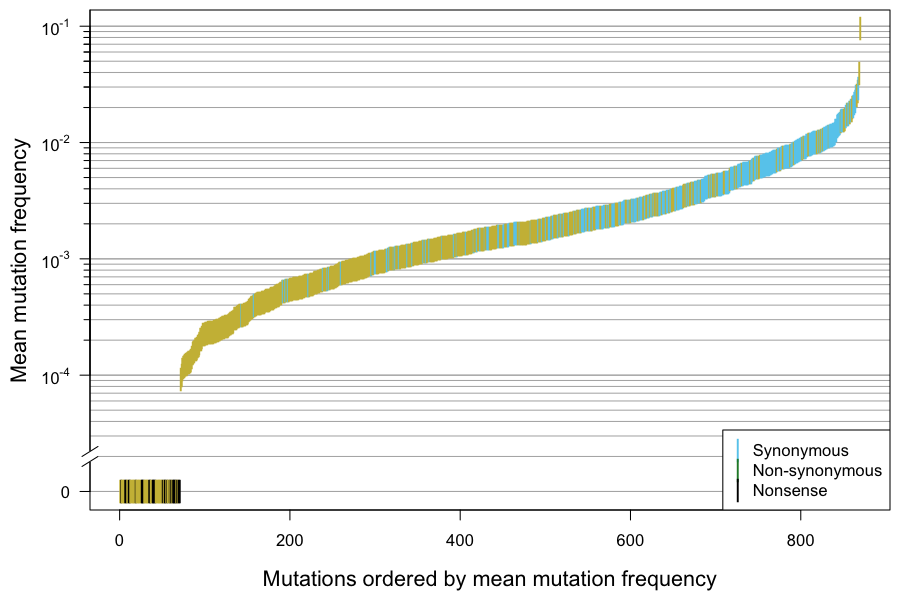 Mean mutation frequency
10-1
10-2
10-3
10-4
0
Synonymous
Non-synonymous
Nonsense
0 200 400 600 800
Mutations ordered by mean mutation frequency